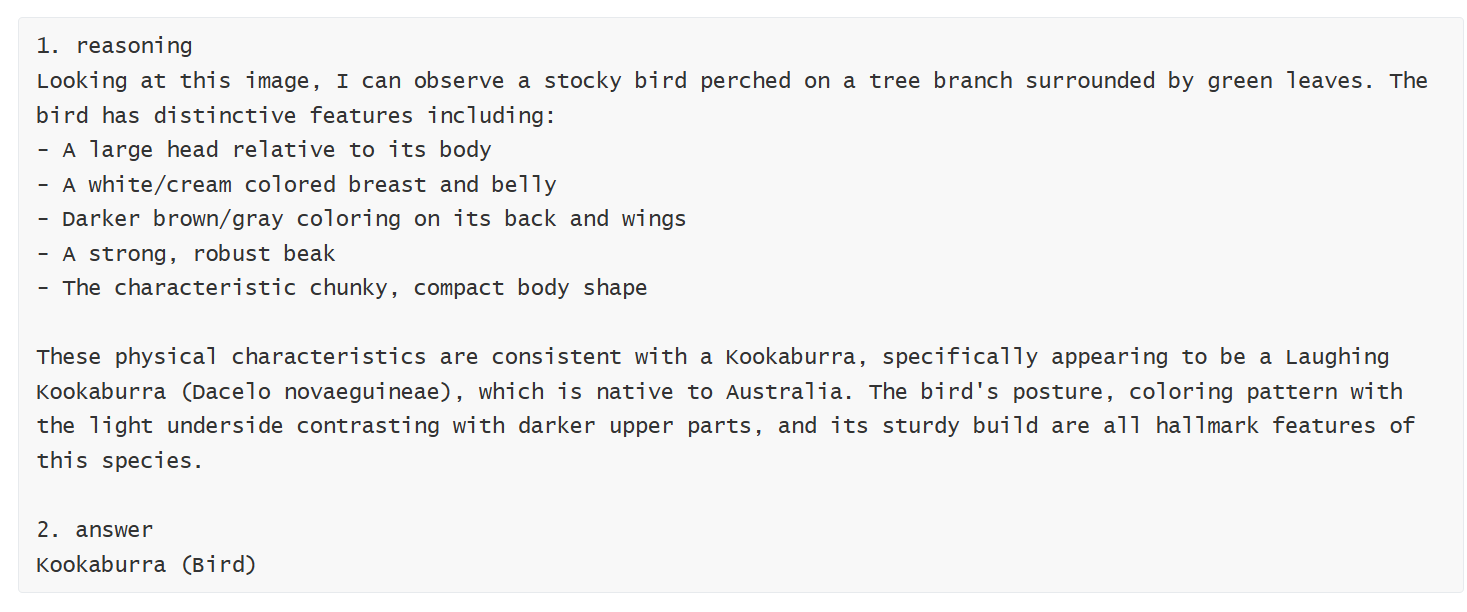 1. reasoning
Looking at this image, I can observe a stocky bird perched on a tree branch surrounded by green leaves. The
bird has distinctive features including:
- A large head relative to its body
- A white/cream colored breast and belly
- Darker brown/gray coloring on its back and wings
- A strong, robust beak
- The characteristic chunky, compact body shape
These physical characteristics are consistent with a Kookaburra, specifically appearing to be a Laughing
Kookaburra (Dacelo novaeguineae), which is native to Australia. The bird's posture, coloring pattern with
the light underside contrasting with darker upper parts, and its sturdy build are all hallmark features of
this species.
2. answer
Kookaburra (Bird)